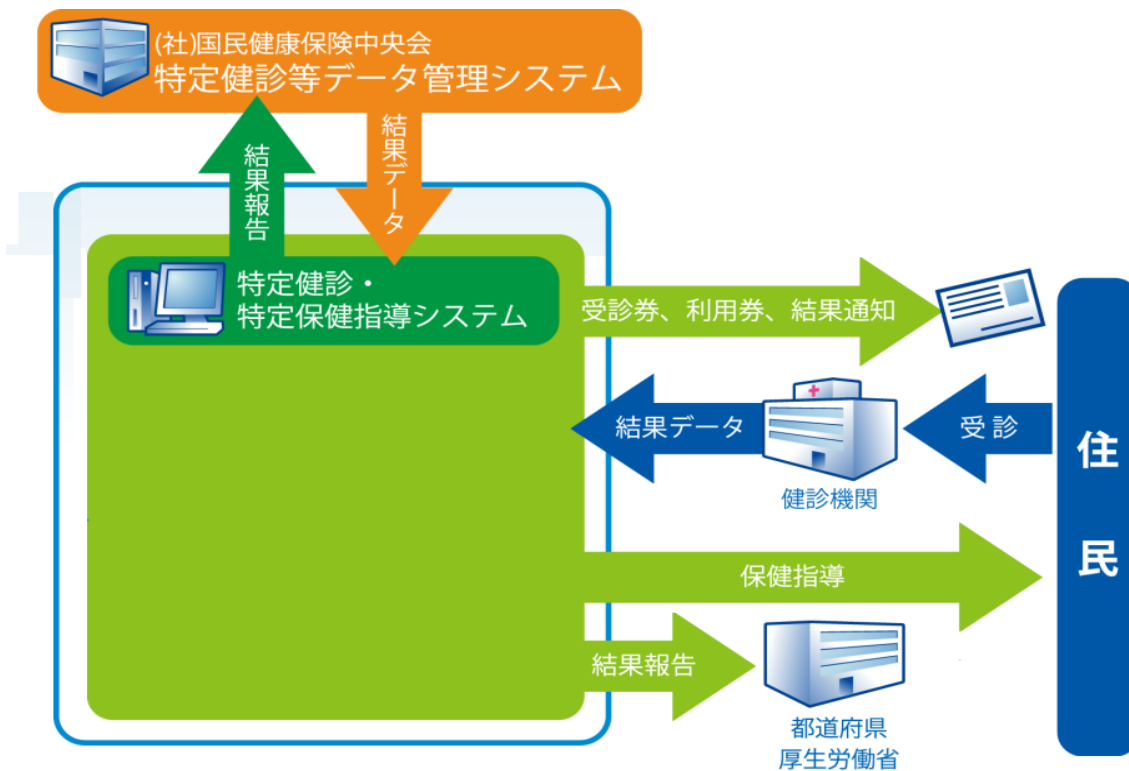 (社)国民健康保険中央会
特定健診等データ管理システム
結果報告
結果データ
特定健診・
特定保健指導システム
受診券、利用券、結果通知
結果データ
受診
健診機関
住民
保健指導
結果報告
都道府県
厚生労働省